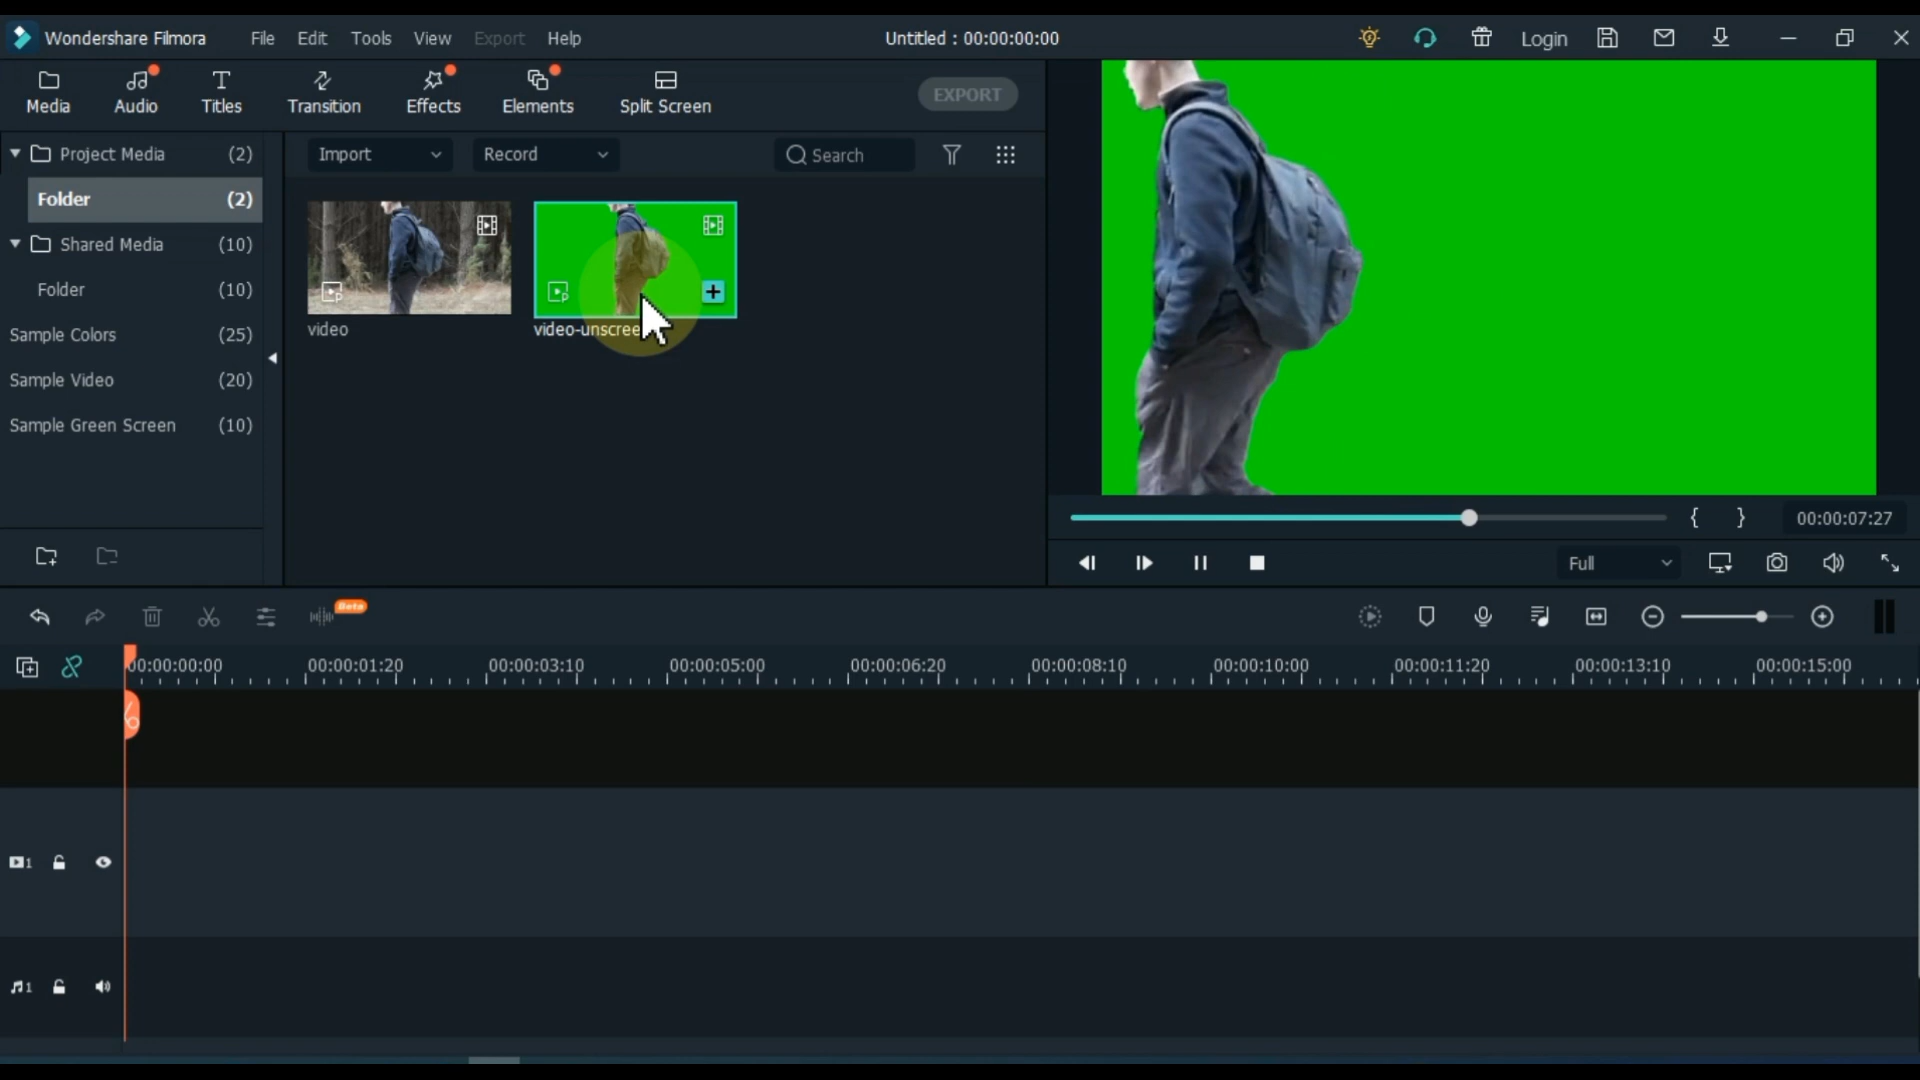 Wondershare Filmora File Edit Tools View Export Help Untitled : 00:00:00:00 Login
Media Audio Titles Transition Effects Elements Split Screen EXPORT
Project Media (2) Import Record Search
Folder (2)
Shared Media (10)
Folder (10)
Sample Colors (25)
Sample Video (20)
Sample Green Screen (10)
video video-unscree
00:00:07:27
Full
Beta
00:00:00:00 00:00:01:20 00:00:03:10 00:00:05:00 00:00:06:20 00:00:08:10 00:00:10:00 00:00:11:20 00:00:13:10 00:00:15:00
1
1